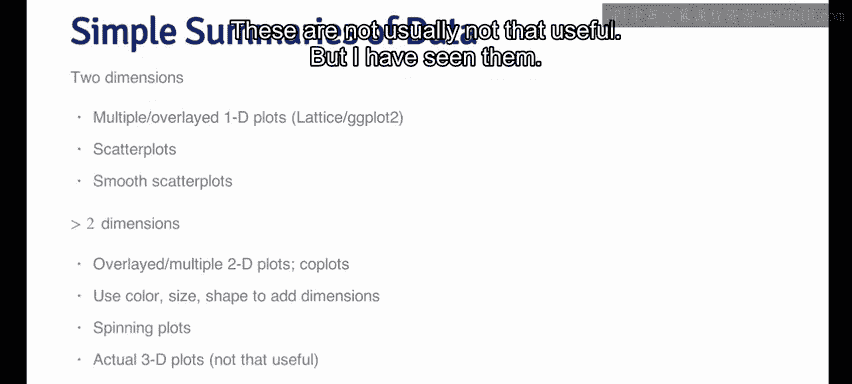 These are not usually not that useful.
But I have seen them.
Simple Summaries of Data
Two dimensions
· Multiple/overlayed 1-D plots (Lattice/ggplot2)
· Scatterplots
· Smooth scatterplots
> 2 dimensions
· Overlayed/multiple 2-D plots; coplots
· Use color, size, shape to add dimensions
· Spinning plots
· Actual 3-D plots (not that useful)